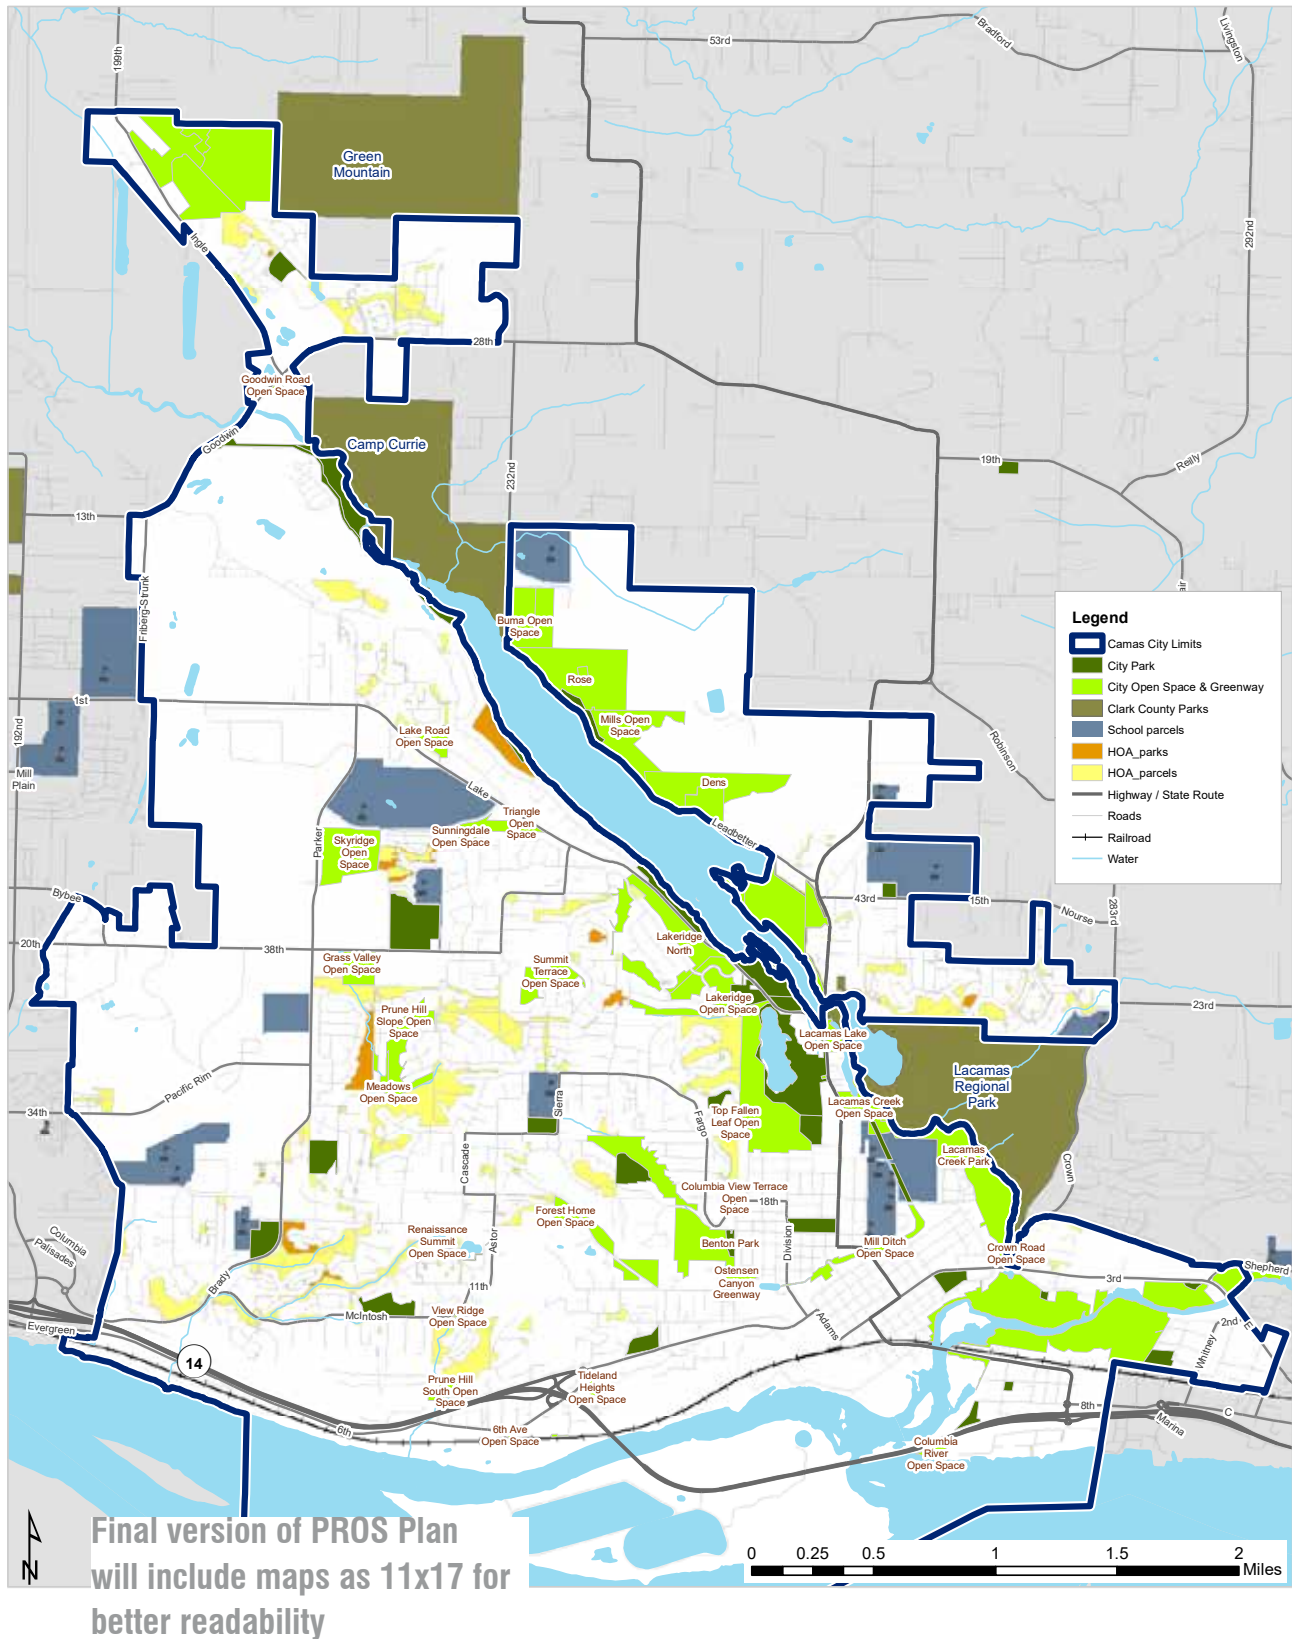 53rd
Bradford
Livingston
199th
Green
Mountain
292nd
Ingle
28th
Goodwin Road
Open Space
Goodwin
Camp Currie
232nd
19th
Reilly
13th
Friberg-Strunk
Buma Open
Space
Rose
Mills Open
Space
Dens
Leadbetter
1st
192nd
Mill
Plain
Lake Road
Open Space
Lake
Triangle
Open
Space
Sunningdale
Open Space
Skyridge
Open
Space
Parker
Robinson
Legend
Camas City Limits
City Park
City Open Space & Greenway
Clark County Parks
School parcels
HOA_parks
HOA_parcels
Highway / State Route
Roads
Railroad
Water
Bybee
20th
38th
43rd
15th
Nourse
283rd
23rd
Lakeridge
North
Grass Valley
Open Space
Summit
Terrace
Open Space
Lakeridge
Open Space
Prune Hill
Slope Open
Space
Lacamas Lake
Open Space
Lacamas
Regional
Park
Pacific Rim
Meadows
Open Space
Sierra
Fargo
Top Fallen
Leaf Open
Space
Lacamas Creek
Open Space
34th
Cascade
Lacamas
Creek Park
Crown
Columbia View Terrace
Open
Space
18th
Forest Home
Open Space
Renaissance
Summit
Open Space
Astor
Benton Park
Division
Mill Ditch
Open Space
Crown Road
Open Space
Columbia
Palisades
Brady
11th
Ostensen
Canyon
Greenway
3rd
Shepherd
McIntosh
View Ridge
Open Space
Adams
Evergreen
14
2nd
E
Whitney
Prune Hill
South Open
Space
Tideland
Heights
Open Space
6th
6th Ave
Open Space
8th
C
Marina
Columbia
River
Open Space
N
Final version of PROS Plan
will include maps as 11x17 for
better readability
0 0.25 0.5 1 1.5 2
Miles